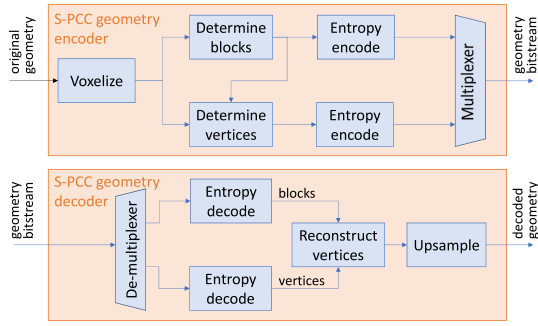 S-PCC geometry
encoder
original
geometry
Voxelize
Determine
blocks
Entropy
encode
Determine
vertices
Entropy
encode
Multiplexer
geometry
bitstream
S-PCC geometry
decoder
geometry
bitstream
De-multiplexer
Entropy
decode
blocks
Entropy
decode
vertices
Reconstruct
vertices
Upsample
decoded
geometry